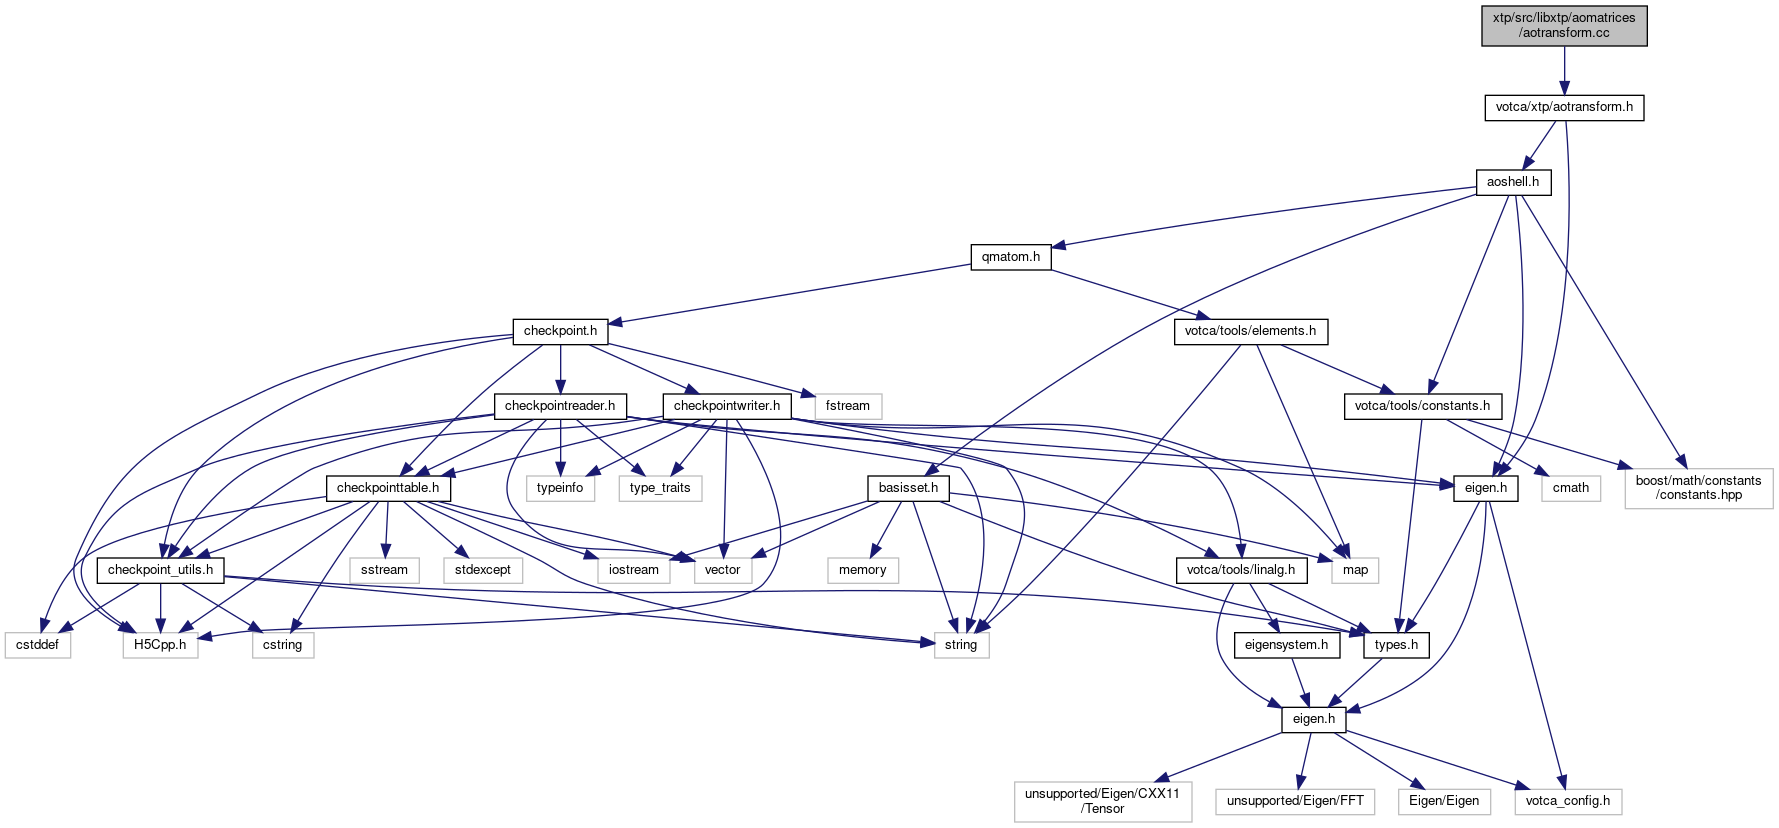 xtp/src/libxtp/aomatrices
/aotransform.cc
votca/xtp/aotransform.h
aoshell.h
qmatom.h
checkpoint.h
votca/tools/elements.h
checkpointreader.h
checkpointwriter.h
fstream
votca/tools/constants.h
checkpointtable.h
typeinfo
type_traits
basisset.h
eigen.h
cmath
boost/math/constants
/constants.hpp
checkpoint_utils.h
sstream
stdexcept
iostream
vector
memory
votca/tools/linalg.h
map
cstddef
H5Cpp.h
cstring
string
eigensystem.h
types.h
eigen.h
unsupported/Eigen/CXX11
/Tensor
unsupported/Eigen/FFT
Eigen/Eigen
votca_config.h